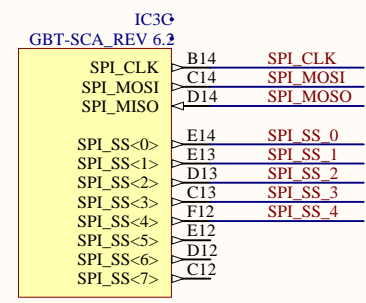 IC3C
GBT-SCA_REV 6.2
SPI_CLK B14 SPI_CLK
SPI_MOSI C14 SPI_MOSI
SPI_MISO D14 SPI_MOSO
SPI_SS<0> E14 SPI_SS_0
SPI_SS<1> E13 SPI_SS_1
SPI_SS<2> D13 SPI_SS_2
SPI_SS<3> C13 SPI_SS_3
SPI_SS<4> F12 SPI_SS_4
SPI_SS<5> E12
SPI_SS<6> D12
SPI_SS<7> C12